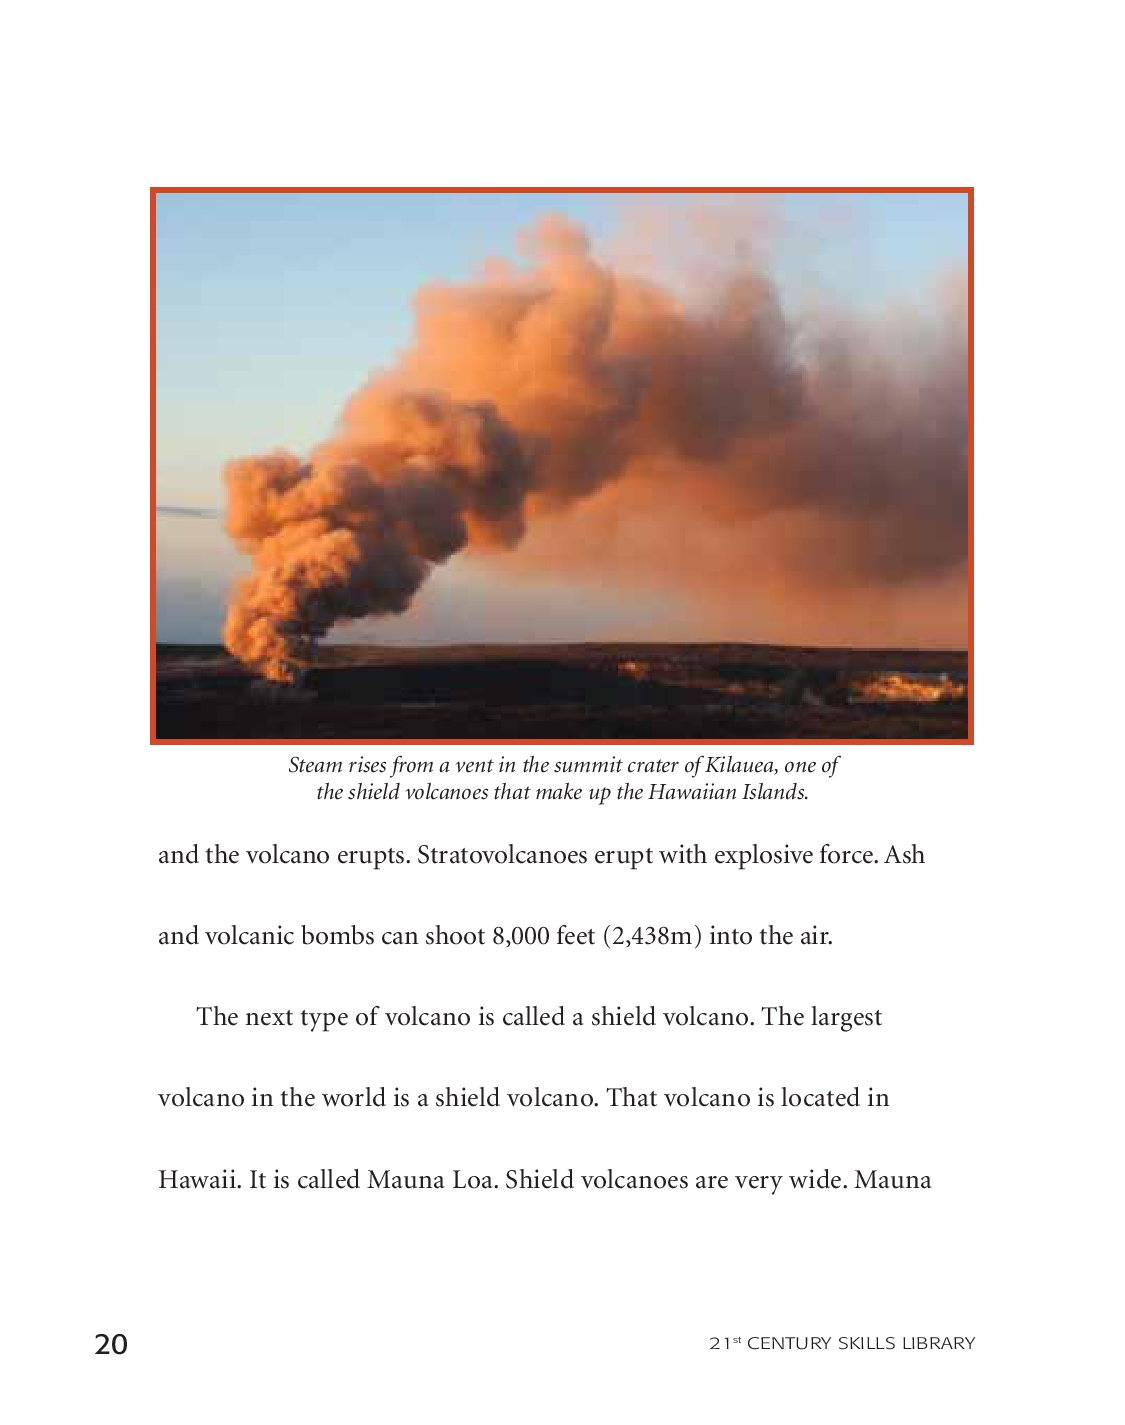 Steam rises from a vent in the summit crater of Kilauea, one of
the shield volcanoes that make up the Hawaiian Islands.
and the volcano erupts. Stratovolcanoes erupt with explosive force. Ash
and volcanic bombs can shoot 8,000 feet (2,438m) into the air.
The next type of volcano is called a shield volcano. The largest
volcano in the world is a shield volcano. That volcano is located in
Hawaii. It is called Mauna Loa. Shield volcanoes are very wide. Mauna
20
21st CENTURY SKILLS LIBRARY